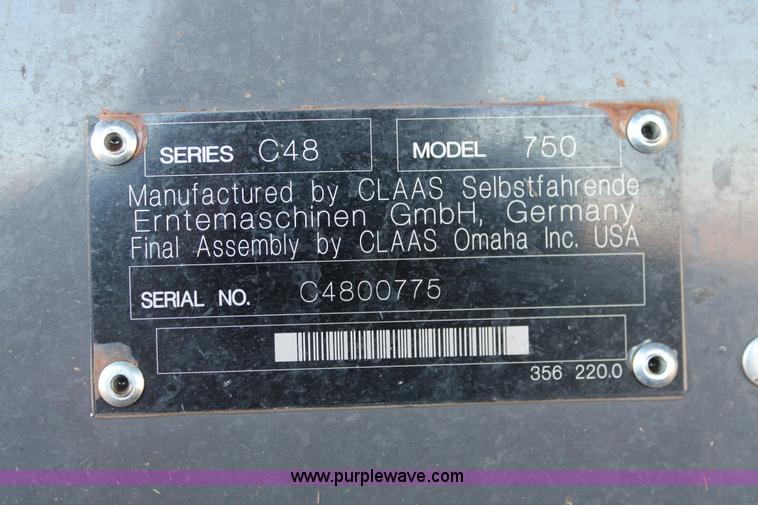 SERIES C48 MODEL 750
Manufactured by CLAAS Selbstfahrende
Erntemaschinen GmbH, Germany
Final Assembly by CLAAS Omaha Inc. USA
SERIAL NO. C4800775
356 220.0
www.purplewave.com